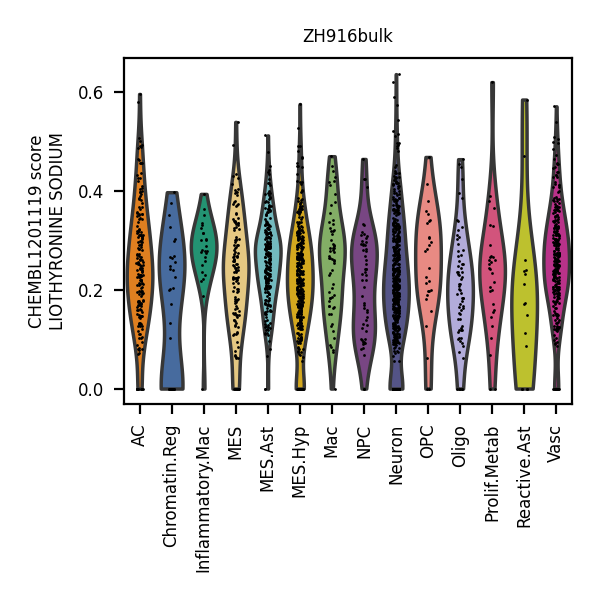 ZH916bulk
CHEMBL1201119 score
LIOTHYRONINE SODIUM
0.6
0.4
0.2
0.0
AC
Chromatin.Reg
Inflammatory.Mac
MES
MES.Ast
MES.Hyp
Mac
NPC
Neuron
OPC
Oligo
Prolif.Metab
Reactive.Ast
Vasc